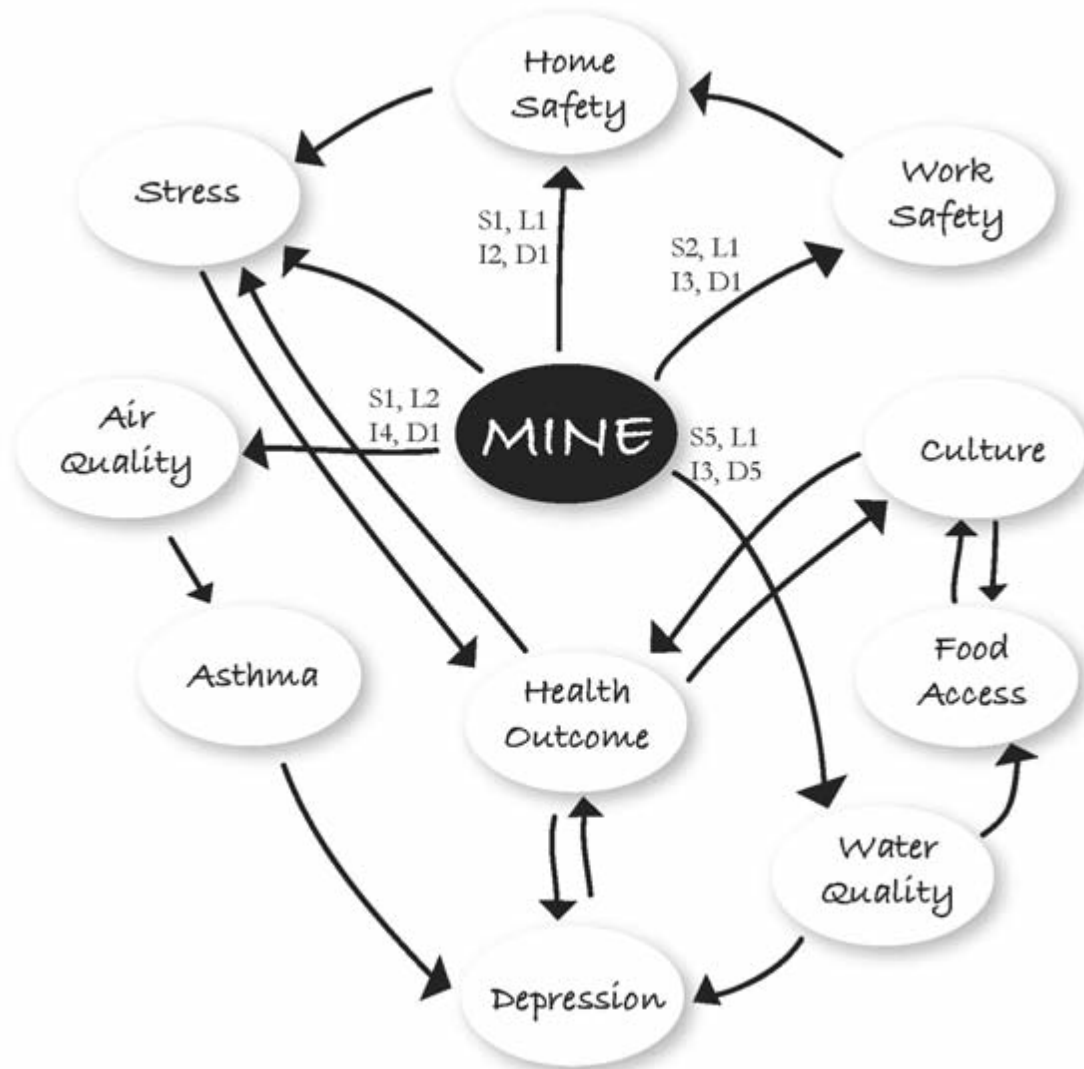 Home
Safety
Stress
Work
Safety
S1, L1
I2, D1
S2, L1
I3, D1
Air
Quality
S1, L2
I4, D1
MINE
S5, L1
I3, D5
Culture
Asthma
Health
Outcome
Food
Access
Water
Quality
Depression